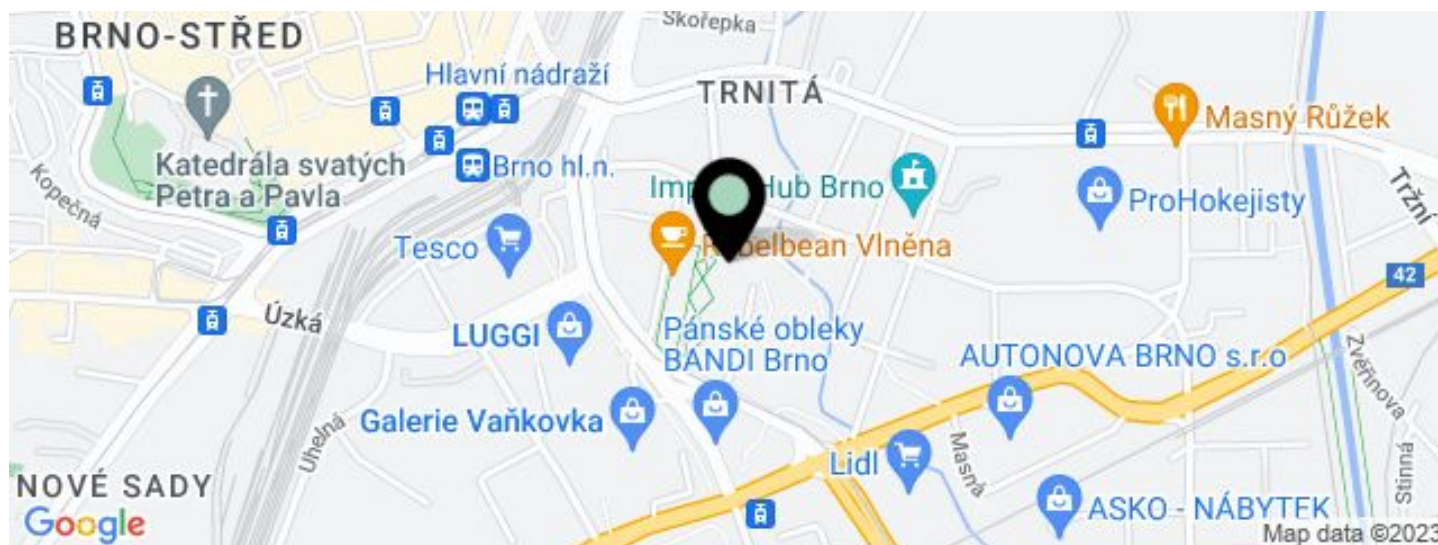 Skořepka
BRNO-STŘED
Hlavní nádraží
TRNITÁ
Masný Růžek
Katedrála svatých
Petra a Pavla
Brno hl.n.
Hub Brno
Kopečná
ProHokejisty
Tržní
Tesco
Vlněna
42
Úzká
LUGGI
Pánské obleky
BANDI Brno
AUTONOVA BRNO s.r.o
Zvěřinova
Galerie Vaňkovka
Uhelná
Lidl
Masná
Stinná
NOVÉ SADY
ASKO - NÁBYTEK
Google
Map data ©2023